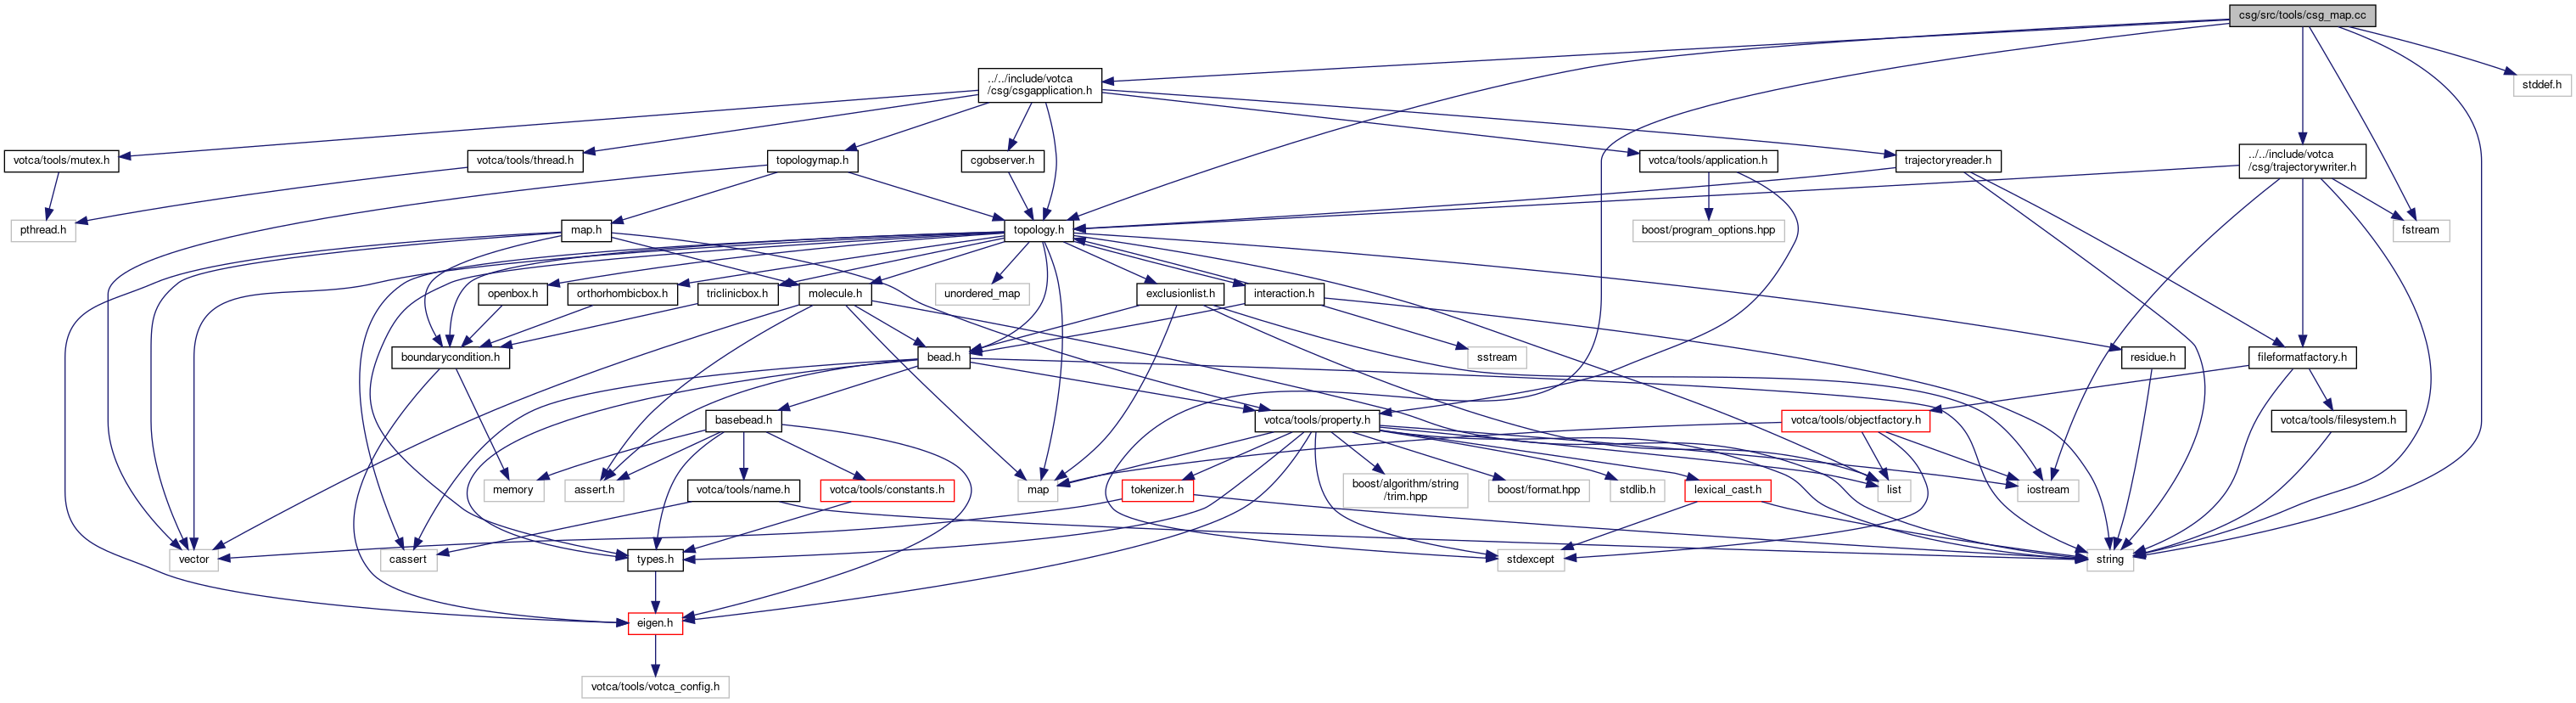 csg/src/tools/csg_map.cc
../../include/votca
/csg/csgapplication.h
stddef.h
votca/tools/mutex.h
votca/tools/thread.h
topologymap.h
cgobserver.h
votca/tools/application.h
trajectoryreader.h
../../include/votca
/csg/trajectorywriter.h
pthread.h
map.h
topology.h
boost/program_options.hpp
fstream
openbox.h
orthorhombicbox.h
triclinicbox.h
molecule.h
unordered_map
exclusionlist.h
interaction.h
boundarycondition.h
bead.h
sstream
residue.h
fileformatfactory.h
basebead.h
votca/tools/property.h
votca/tools/objectfactory.h
votca/tools/filesystem.h
memory
assert.h
votca/tools/name.h
votca/tools/constants.h
map
tokenizer.h
boost/algorithm/string
/trim.hpp
boost/format.hpp
stdlib.h
lexical_cast.h
list
iostream
vector
cassert
types.h
stdexcept
string
eigen.h
votca/tools/votca_config.h